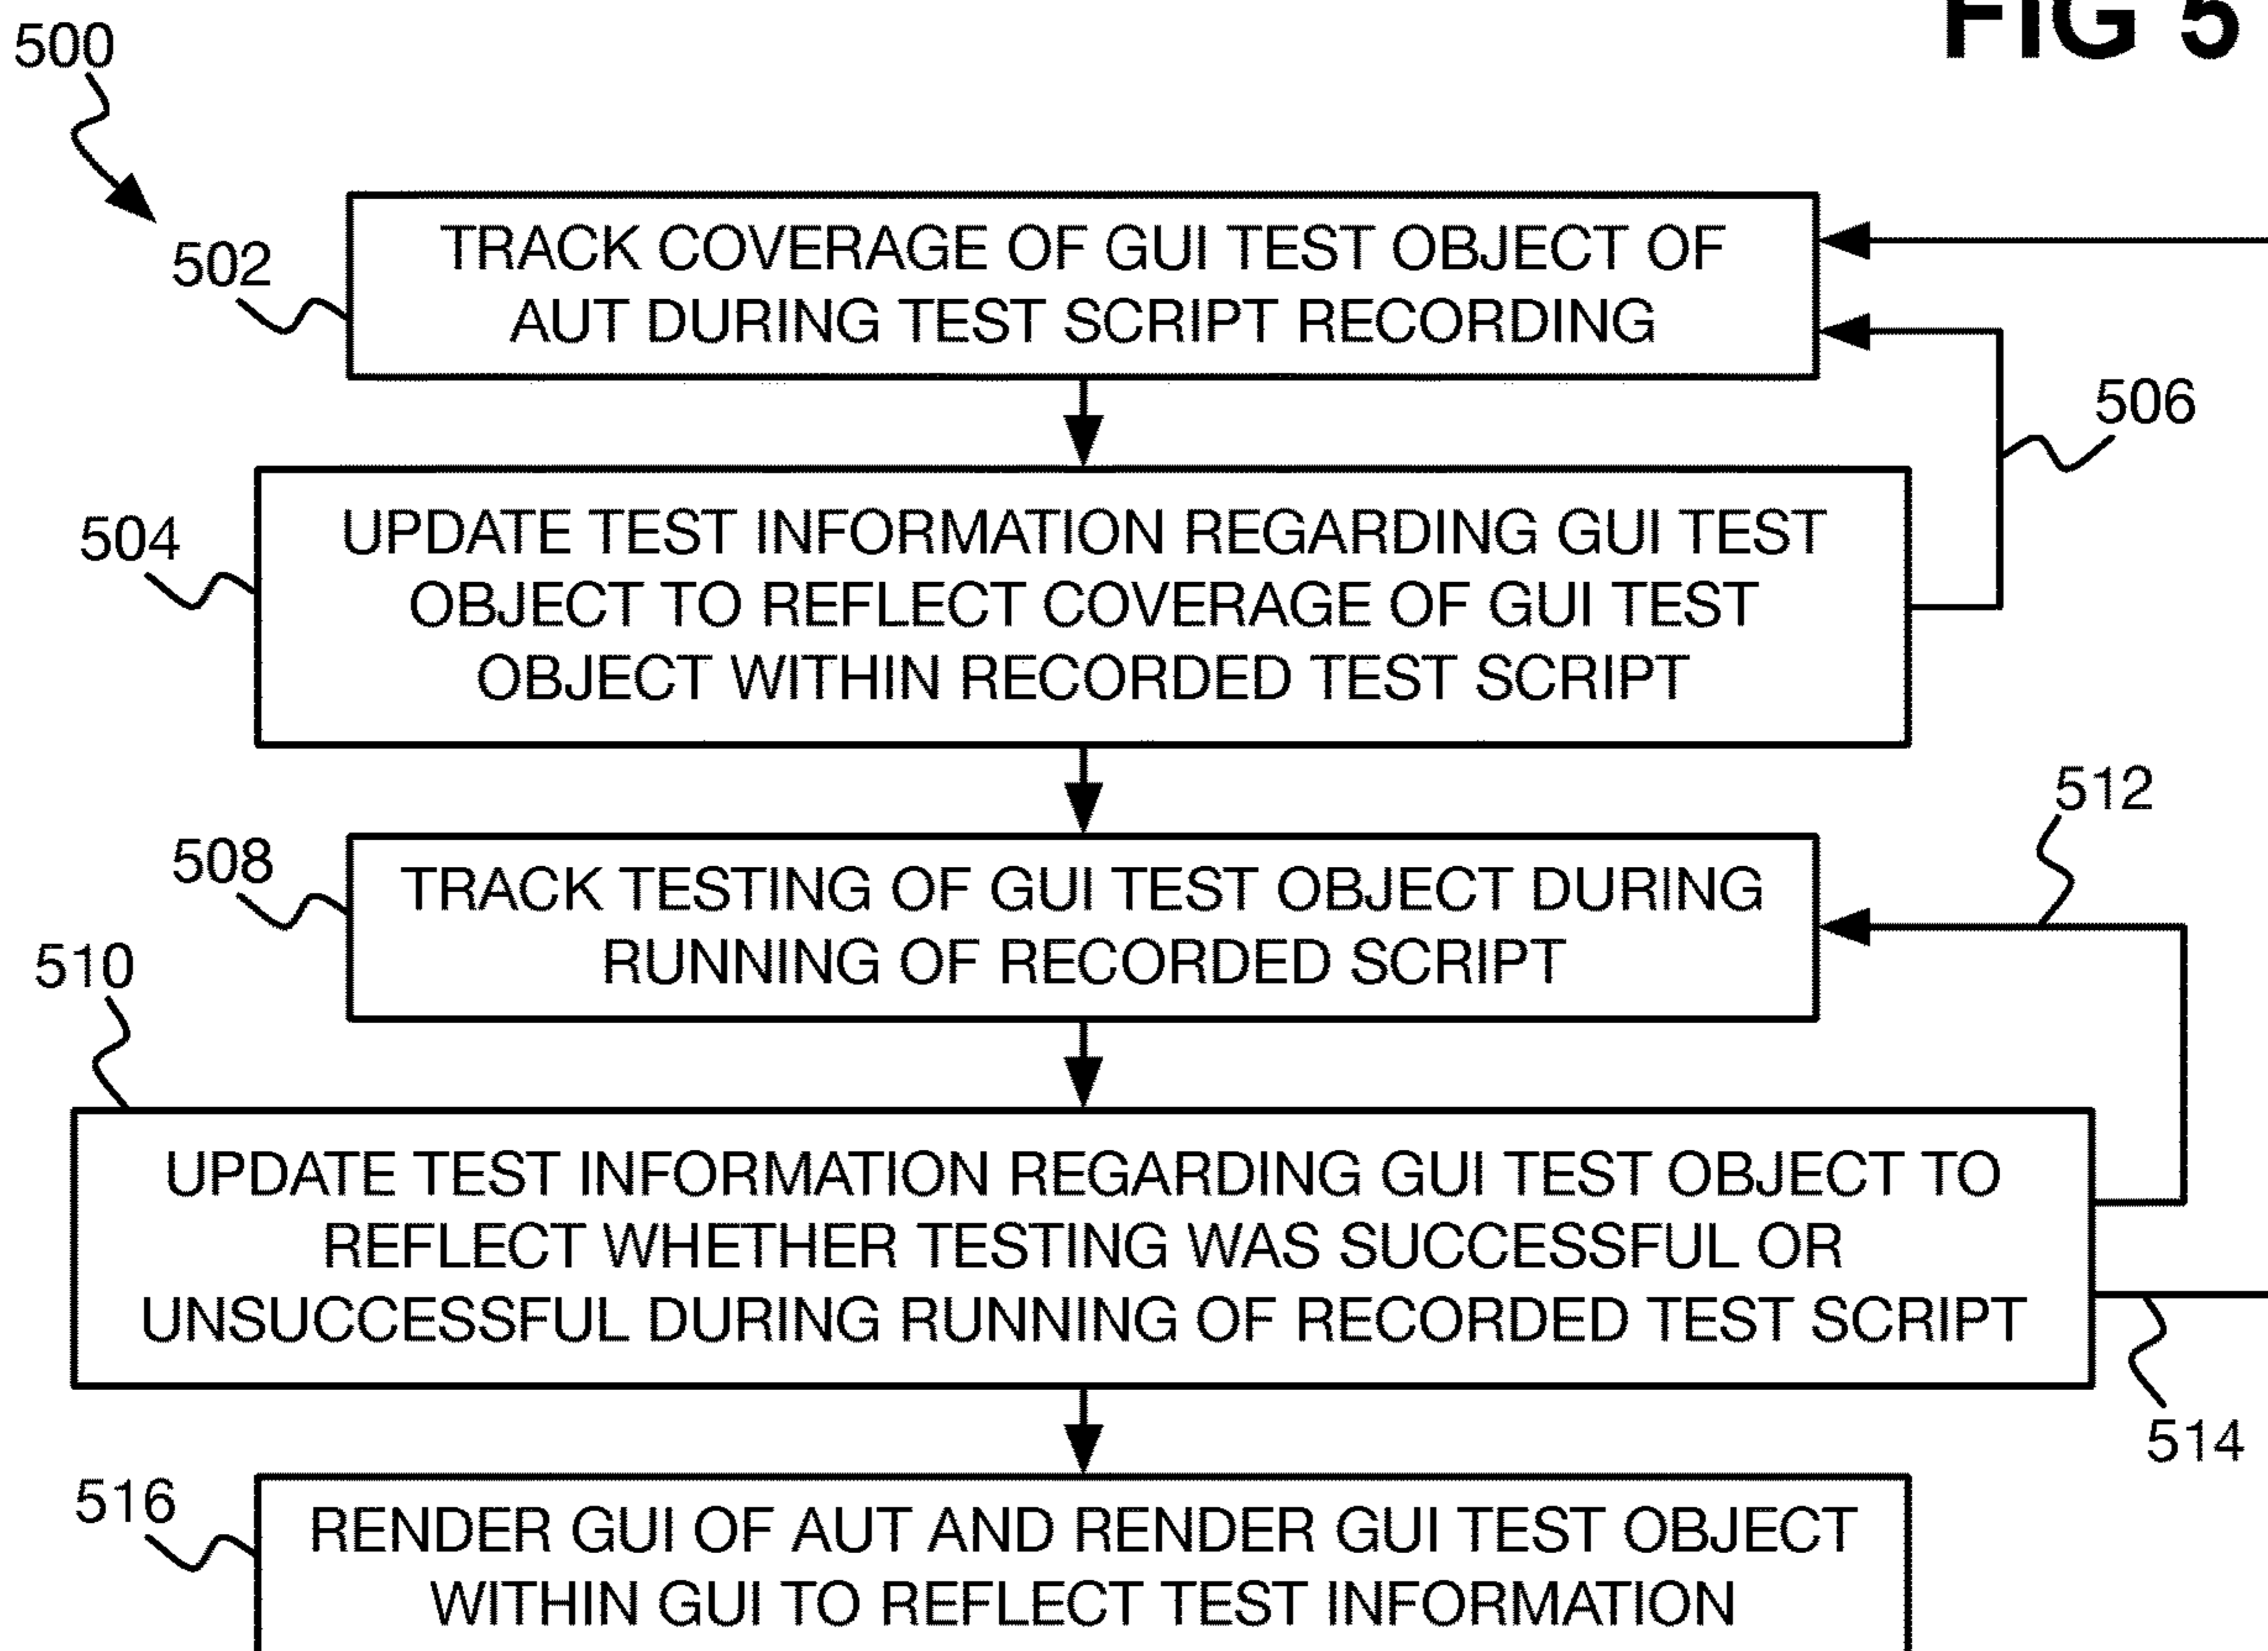 FIG 5
500
502
TRACK COVERAGE OF GUI TEST OBJECT OF
AUT DURING TEST SCRIPT RECORDING
506
504
UPDATE TEST INFORMATION REGARDING GUI TEST
OBJECT TO REFLECT COVERAGE OF GUI TEST
OBJECT WITHIN RECORDED TEST SCRIPT
512
508
TRACK TESTING OF GUI TEST OBJECT DURING
RUNNING OF RECORDED SCRIPT
510
UPDATE TEST INFORMATION REGARDING GUI TEST OBJECT TO
REFLECT WHETHER TESTING WAS SUCCESSFUL OR
UNSUCCESSFUL DURING RUNNING OF RECORDED TEST SCRIPT
514
516
RENDER GUI OF AUT AND RENDER GUI TEST OBJECT
WITHIN GUI TO REFLECT TEST INFORMATION